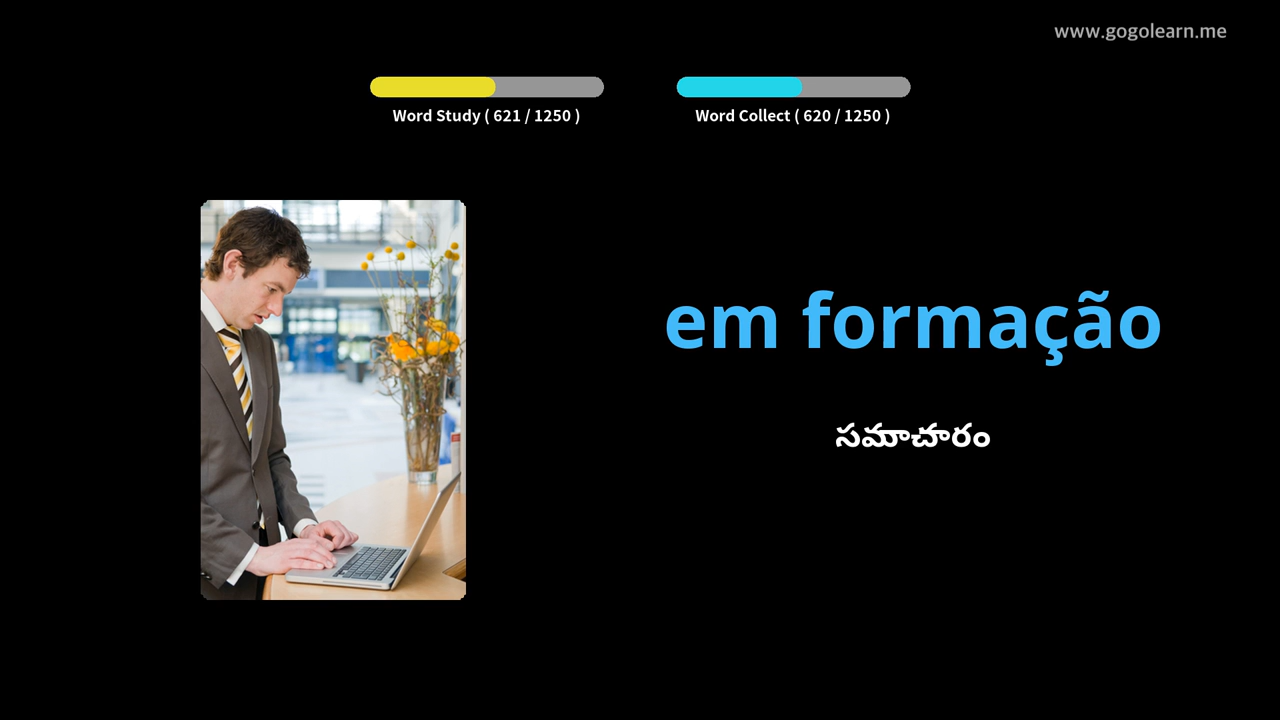 www.gogolearn.me
Word Study ( 621 / 1250 )
Word Collect ( 620 / 1250 )
em formação
సమాచారం